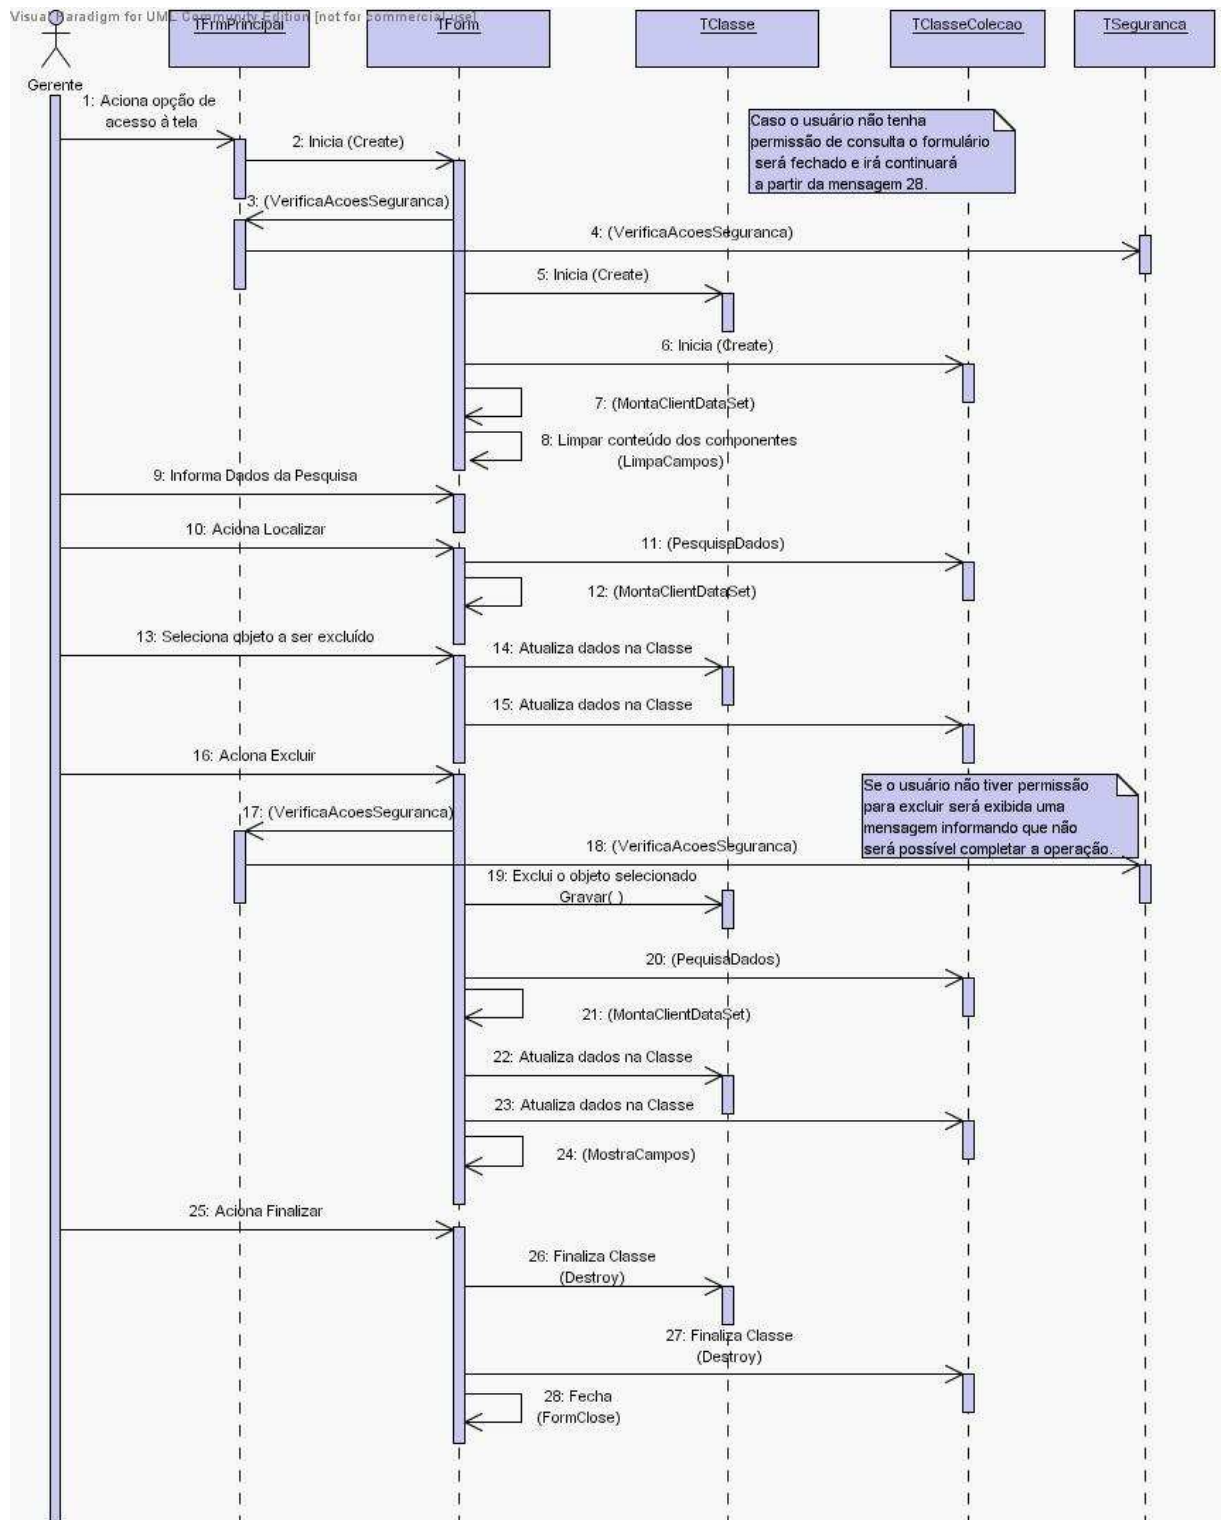 Visual Paradigm for UML Community Edition [not for commercial use]
TFrmPrincipal
TForm
TClasse
TClasseColecao
TSeguranca
Gerente
1: Aciona opção de
acesso à tela
Caso o usuário não tenha
permissão de consulta o formulário
será fechado e irá continuará
a partir da mensagem 28.
2: Inicia (Create)
3: (VerificaAcoesSeguranca)
4: (VerificaAcoesSeguranca)
5: Inicia (Create)
6: Inicia (Create)
7: (MontaClientDataSet)
8: Limpar conteúdo dos componentes
(LimpaCampos)
9: Informa Dados da Pesquisa
10: Aciona Localizar
11: (PesquisaDados)
12: (MontaClientDataSet)
13: Seleciona objeto a ser excluído
14: Atualiza dados na Classe
15: Atualiza dados na Classe
16: Aciona Excluir
Se o usuário não tiver permissão
para excluir será exibida uma
mensagem informando que não
será possível completar a operação.
17: (VerificaAcoesSeguranca)
18: (VerificaAcoesSeguranca)
19: Exclui o objeto selecionado
Gravar( )
20: (PequisaDados)
21: (MontaClientDataSet)
22: Atualiza dados na Classe
23: Atualiza dados na Classe
24: (MostraCampos)
25: Aciona Finalizar
26: Finaliza Classe
(Destroy)
27: Finaliza Classe
(Destroy)
28: Fecha
(FormClose)